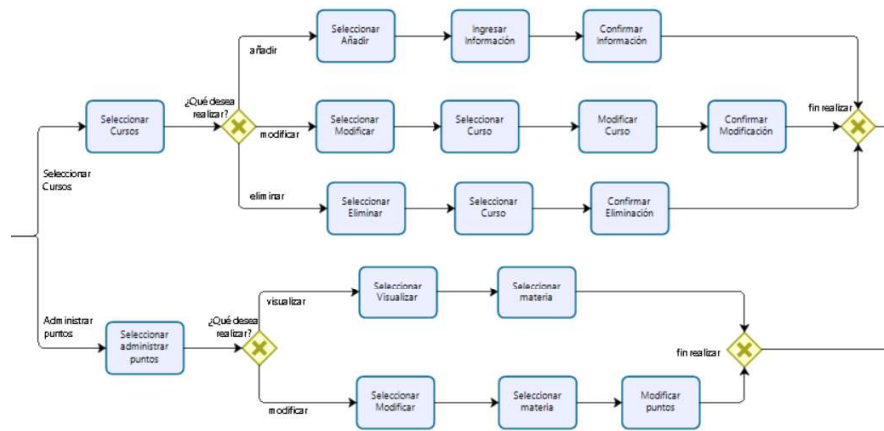 Seleccionar
Añadir
Ingresar
Información
Confirmar
Información
añadir
¿Qué desea
realizar?
Seleccionar
Cursos
modificar
Seleccionar
Modificar
Seleccionar
Curso
Modificar
Curso
Confirmar
Modificación
fin realizar
Seleccionar
Cursos
eliminar
Seleccionar
Eliminar
Seleccionar
Curso
Confirmar
Eliminación
visualizar
Seleccionar
Visualizar
Seleccionar
materia
Administrar
puntos
Seleccionar
administrar
puntos
¿Qué desea
realizar?
fin realizar
modificar
Seleccionar
Modificar
Seleccionar
materia
Modificar
puntos